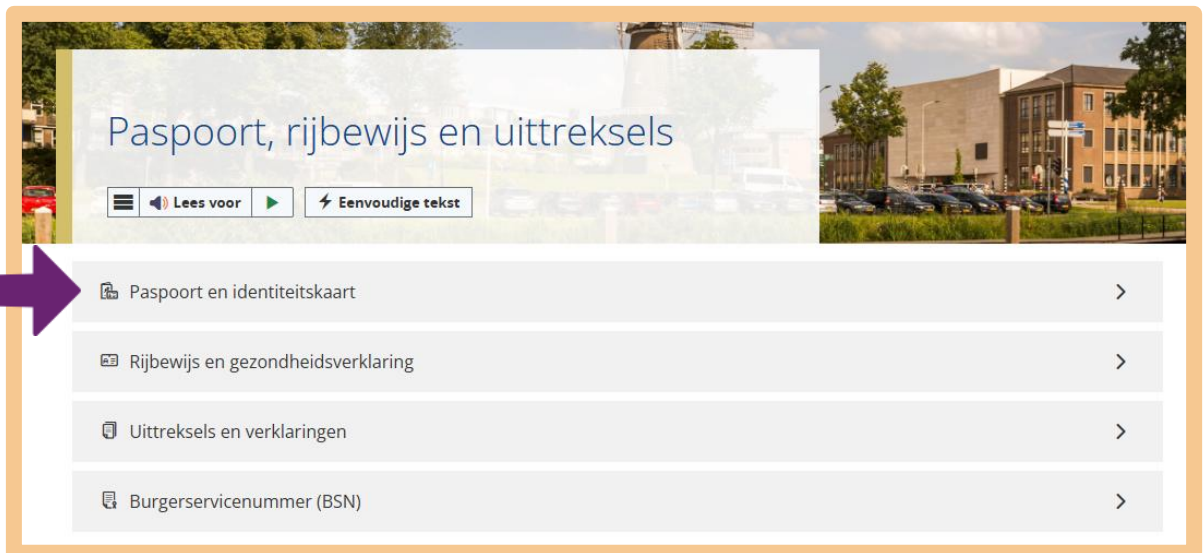 Paspoort, rijbewijs en uittreksels
Lees voor
Eenvoudige tekst
Paspoort en identiteitskaart
Rijbewijs en gezondheidsverklaring
Uittreksels en verklaringen
Burgerservicenummer (BSN)